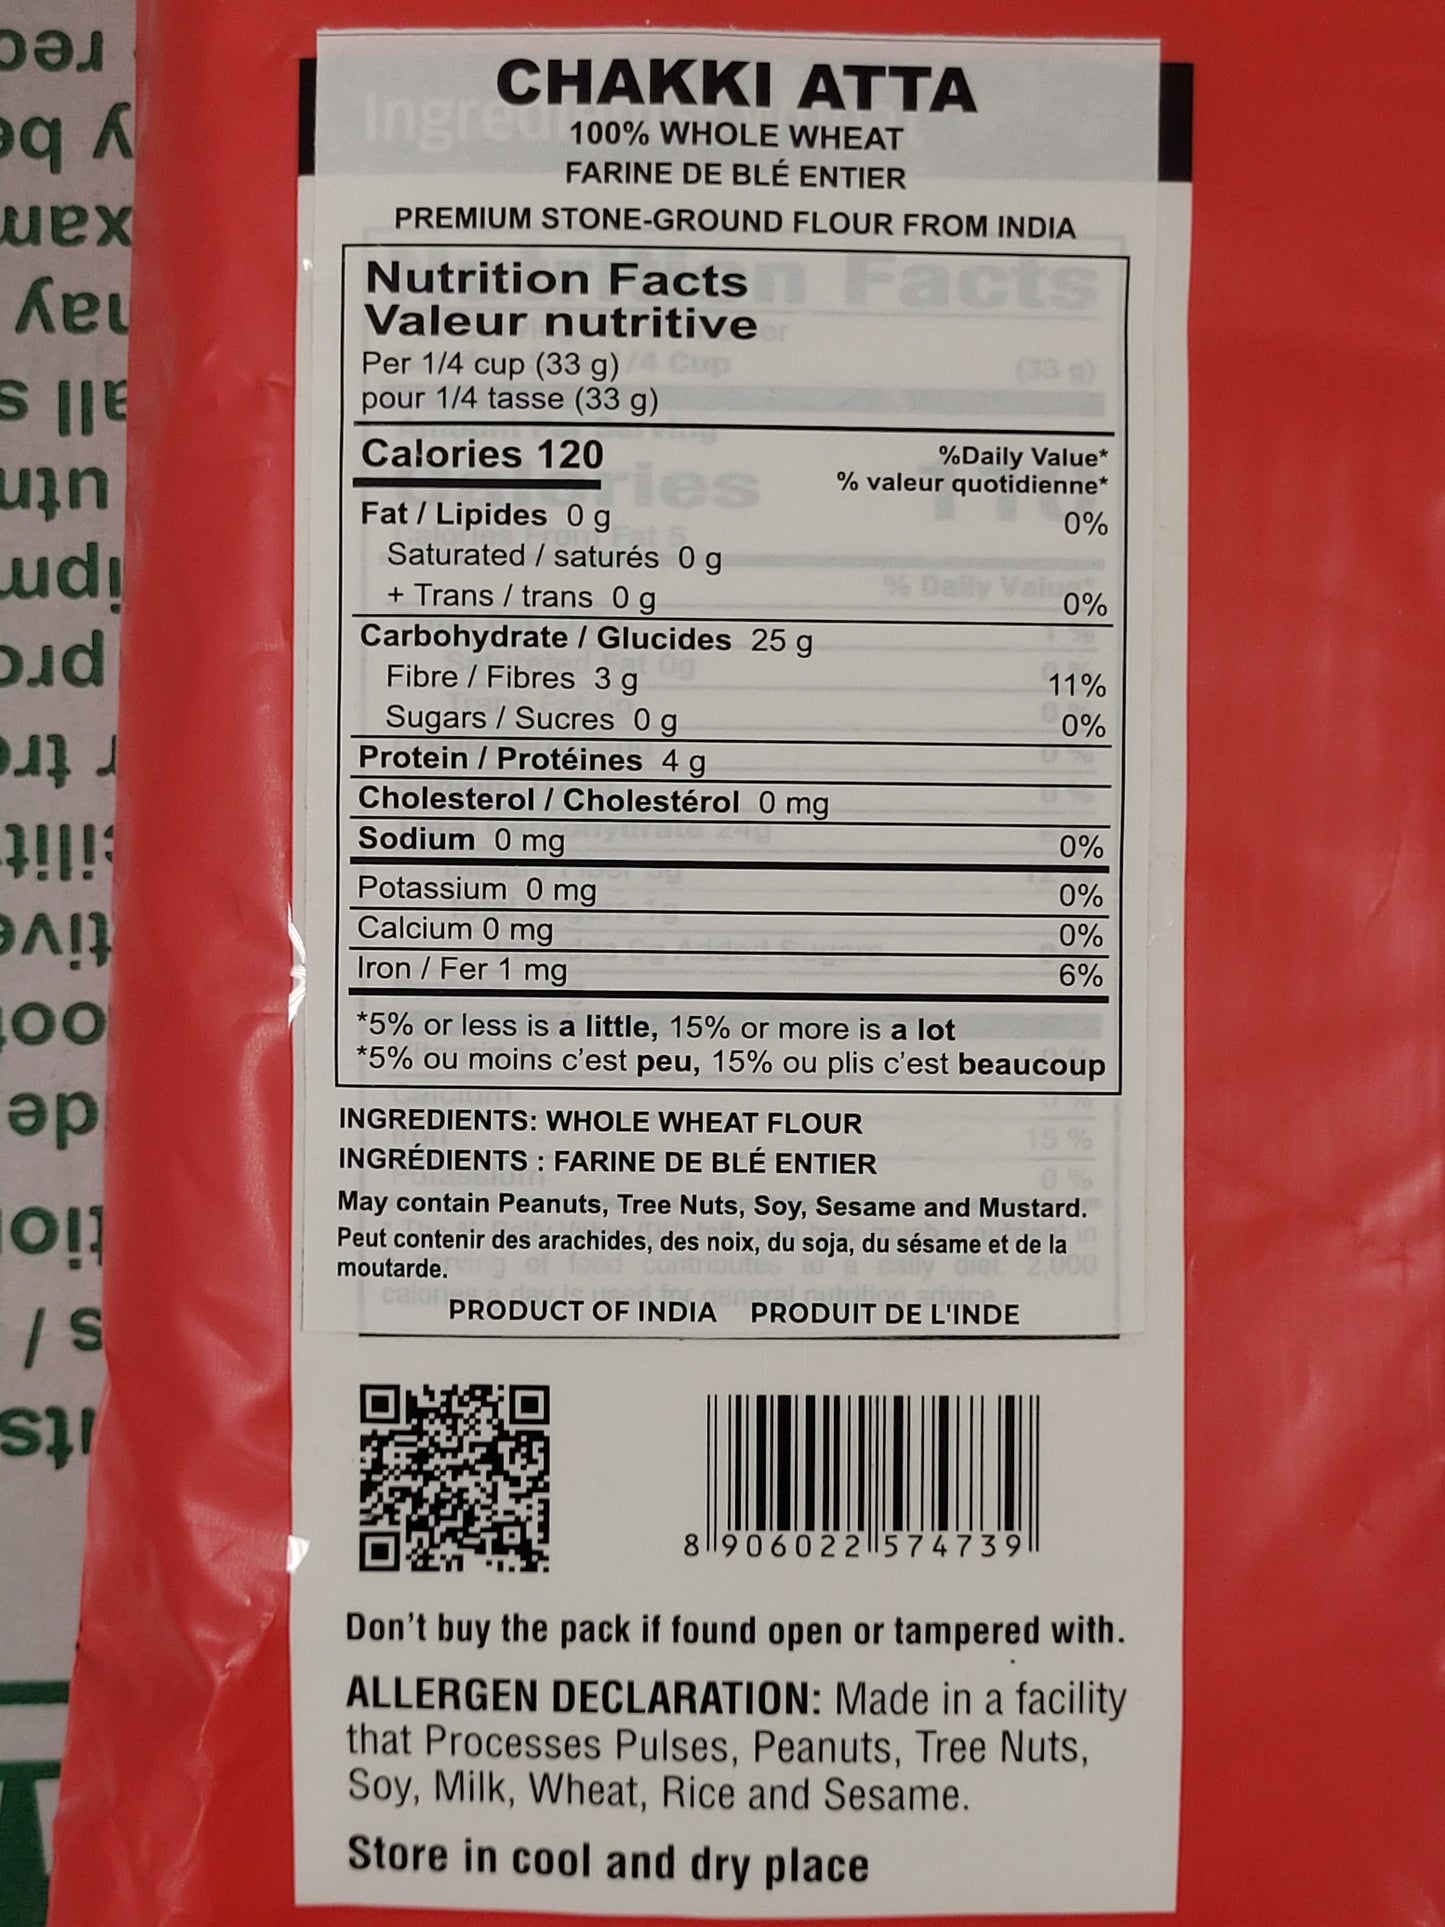 CHAKKI ATTA
100% WHOLE WHEAT
FARINE DE BLÉ ENTIER
PREMIUM STONE-GROUND FLOUR FROM INDIA
Nutrition Facts
Valeur nutritive
Per 1/4 cup (33 g)
pour 1/4 tasse (33 g)
Calories 120
%Daily Value*
% valeur quotidienne*
Fat / Lipides 0 g 0%
Saturated / saturés 0 g
+ Trans / trans 0 g 0%
Carbohydrate / Glucides 25 g
Fibre / Fibres 3 g 11%
Sugars / Sucres 0 g 0%
Protein / Protéines 4 g
Cholesterol / Cholestérol 0 mg
Sodium 0 mg 0%
Potassium 0 mg 0%
Calcium 0 mg 0%
Iron / Fer 1 mg 6%
*5% or less is a little, 15% or more is a lot
*5% ou moins c'est peu, 15% ou plis c'est beaucoup
INGREDIENTS: WHOLE WHEAT FLOUR
INGRÉDIENTS : FARINE DE BLÉ ENTIER
May contain Peanuts, Tree Nuts, Soy, Sesame and Mustard.
Peut contenir des arachides, des noix, du soja, du sésame et de la
moutarde.
PRODUCT OF INDIA PRODUIT DE L'INDE
8 906022 574739
Don't buy the pack if found open or tampered with.
ALLERGEN DECLARATION: Made in a facility
that Processes Pulses, Peanuts, Tree Nuts,
Soy, Milk, Wheat, Rice and Sesame.
Store in cool and dry place